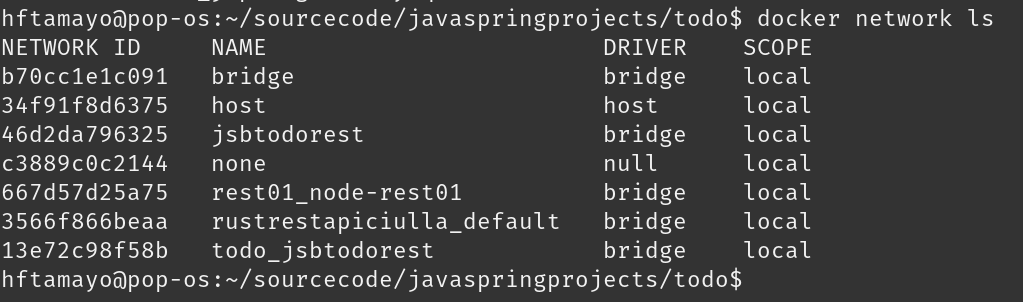 hftamayo@pop-os:~/sourcecode/javaspringprojects/todo$ docker network ls
NETWORK ID     NAME                        DRIVER    SCOPE
b70cc1e1c091   bridge                      bridge    local
34f91f8d6375   host                        host      local
46d2da796325   jsbtodorest                 bridge    local
c3889c0c2144   none                        null      local
667d57d25a75   rest01_node-rest01          bridge    local
3566f866beaa   rustrestapiciulla_default   bridge    local
13e72c98f58b   todo_jsbtodorest            bridge    local
hftamayo@pop-os:~/sourcecode/javaspringprojects/todo$